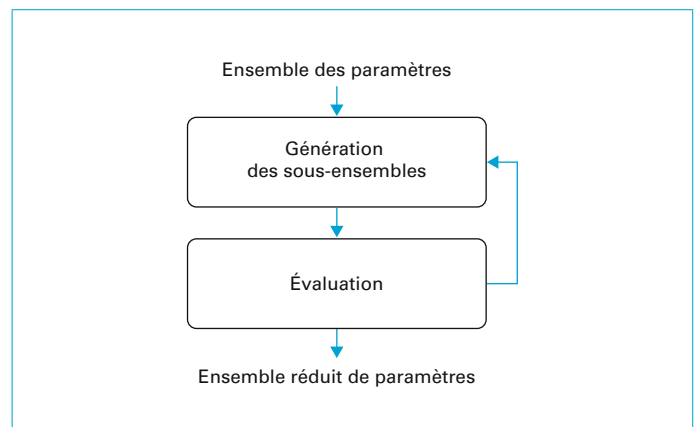 Ensemble des paramètres
Génération
des sous-ensembles
Évaluation
Ensemble réduit de paramètres